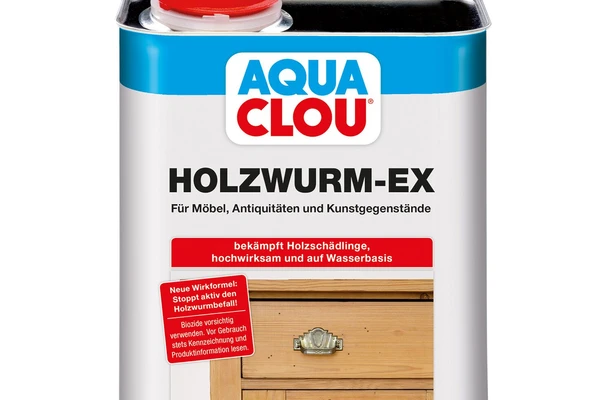 AQUA
CLOU®
HOLZWURM-EX
Für Möbel, Antiquitäten und Kunstgegenstände
bekämpft Holzschädlinge,
hochwirksam und auf Wasserbasis
Neue Wirkformel:
Stoppt aktiv den
Holzwurmbefall!
Biozide vorsichtig
verwenden. Vor Gebrauch
stets Kennzeichnung und
Produktinformation lesen.